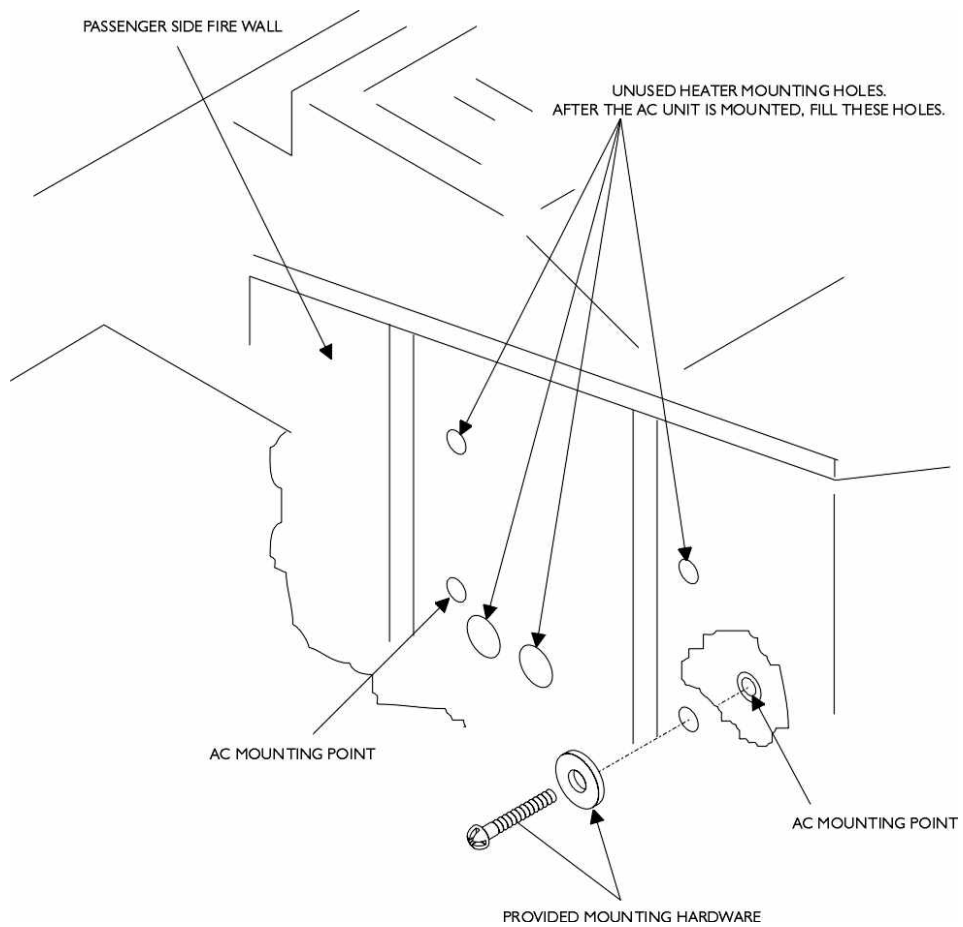 PASSENGER SIDE FIRE WALL
UNUSED HEATER MOUNTING HOLES.
AFTER THE AC UNIT IS MOUNTED, FILL THESE HOLES.
AC MOUNTING POINT
AC MOUNTING POINT
PROVIDED MOUNTING HARDWARE